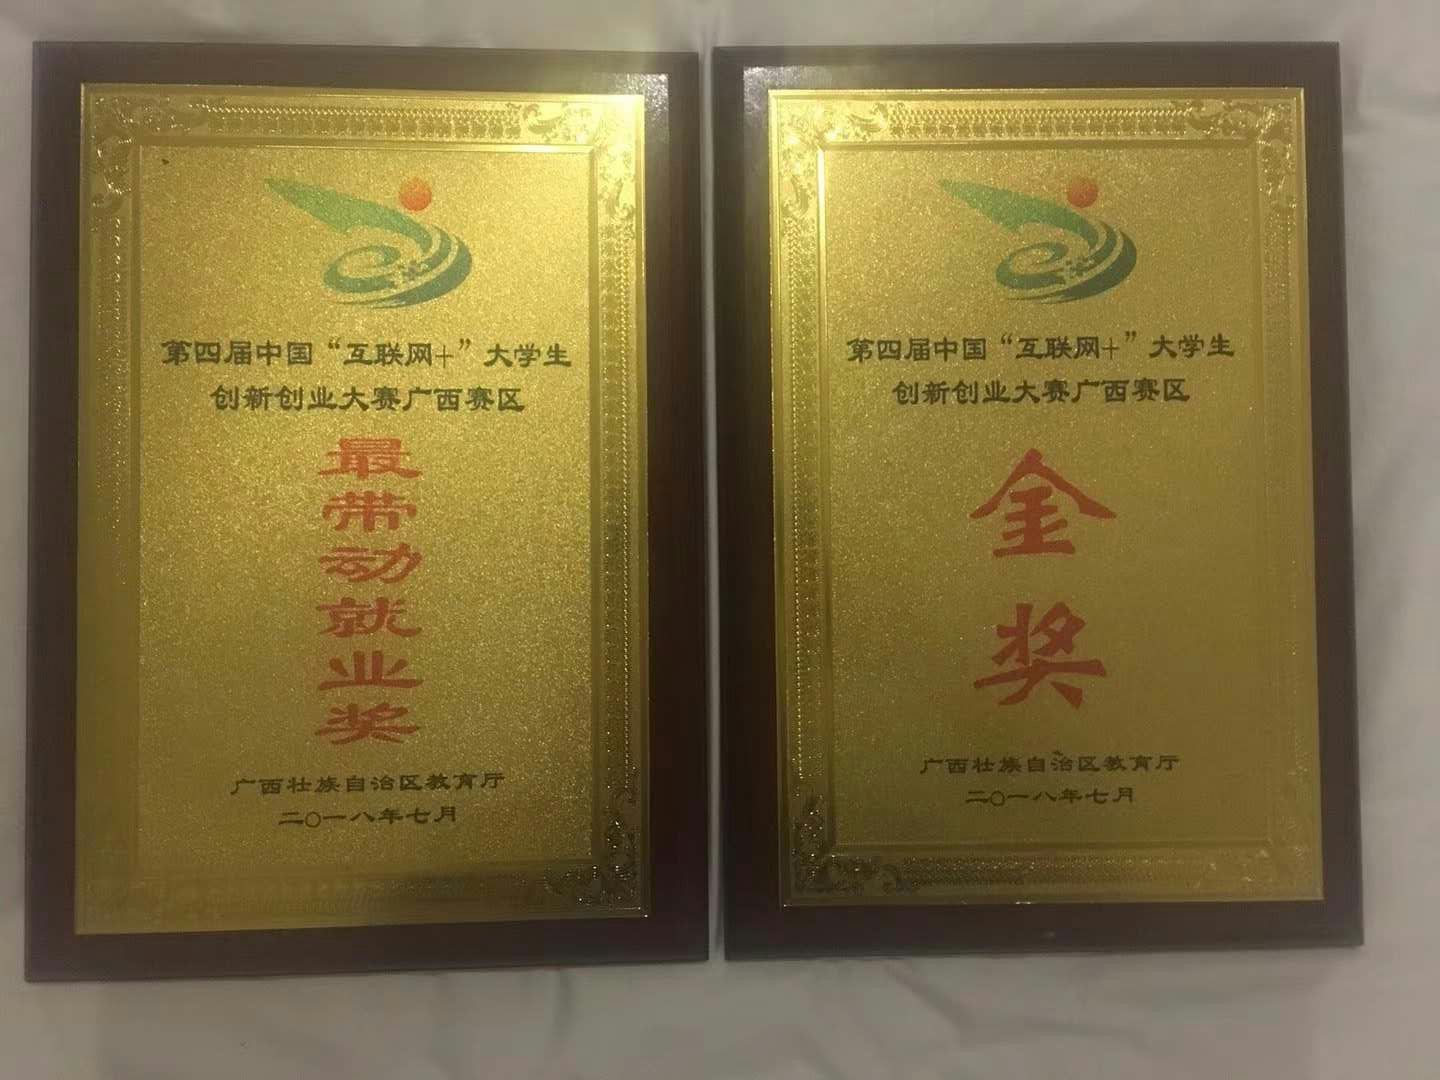 第四届中国“互联网+”大学生
创新创业大赛广西赛区
最带动就业奖
广西壮族自治区教育厅
二〇一八年七月
第四届中国“互联网+”大学生
创新创业大赛广西赛区
金奖
广西壮族自治区教育厅
二〇一八年七月